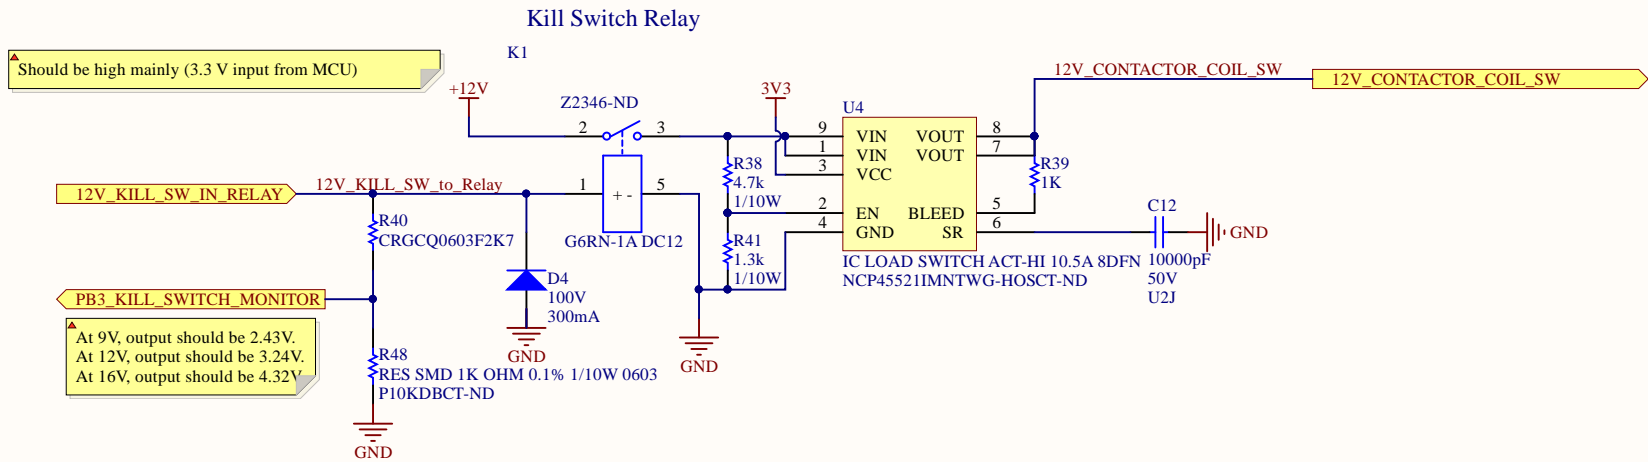 Kill Switch Relay
K1
Should be high mainly (3.3 V input from MCU)
+12V
Z2346-ND
2
3
3V3
U4
9
VIN
1
VIN
3
VCC
2
EN
4
GND
VOUT
8
VOUT
7
BLEED
5
SR
6
IC LOAD SWITCH ACT-HI 10.5A 8DFN
NCP45521IMNTWG-HOSCT-ND
12V_CONTACTOR_COIL_SW
12V_CONTACTOR_COIL_SW
R39
1K
C12
10000pF
50V
U2J
GND
R38
4.7k
1/10W
R41
1.3k
1/10W
12V_KILL_SW_IN_RELAY
12V_KILL_SW_to_Relay
1
+ -
5
G6RN-1A DC12
R40
CRGCQ0603F2K7
D4
100V
300mA
GND
GND
PB3_KILL_SWITCH_MONITOR
At 9V, output should be 2.43V.
At 12V, output should be 3.24V.
At 16V, output should be 4.32V
R48
RES SMD 1K OHM 0.1% 1/10W 0603
P10KDBCT-ND
GND